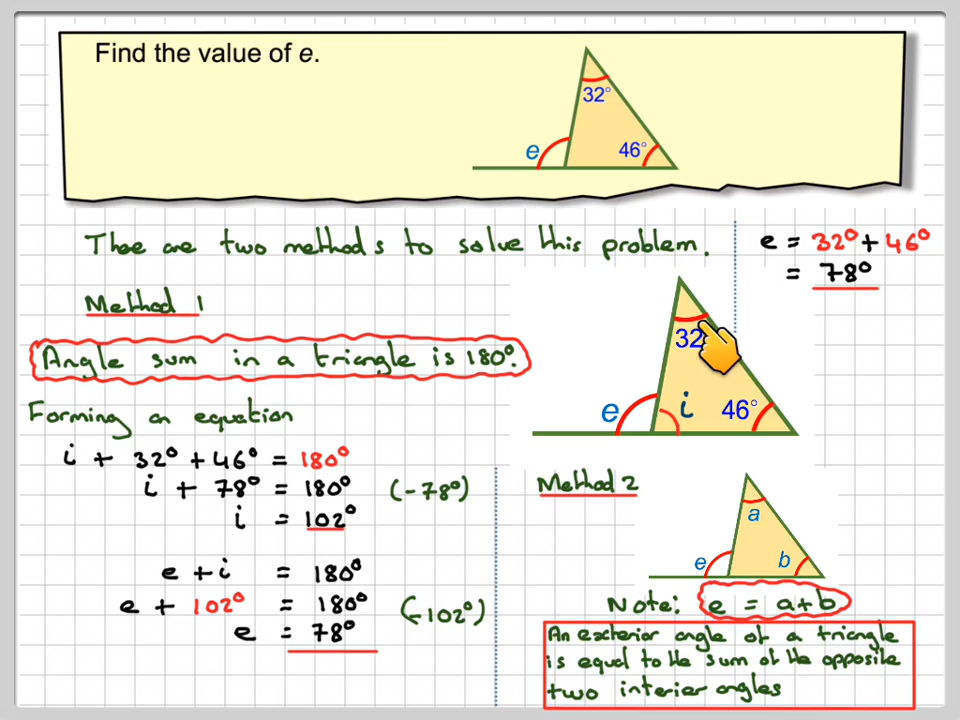 Find the value of e.
32°
e
46°
There are two methods to solve this problem.
e = 32° + 46°
= 78°
Method 1
Angle sum in a triangle is 180°.
32
e
i
46°
Forming an equation
i + 32° + 46° = 180°
i + 78° = 180° (-78°)
i = 102°
e + i = 180°
e + 102° = 180° (-102°)
e = 78°
Method 2
a
e
b
Note: e = a+b
An exterior angle of a triangle
is equal to the sum of the opposite
two interior angles